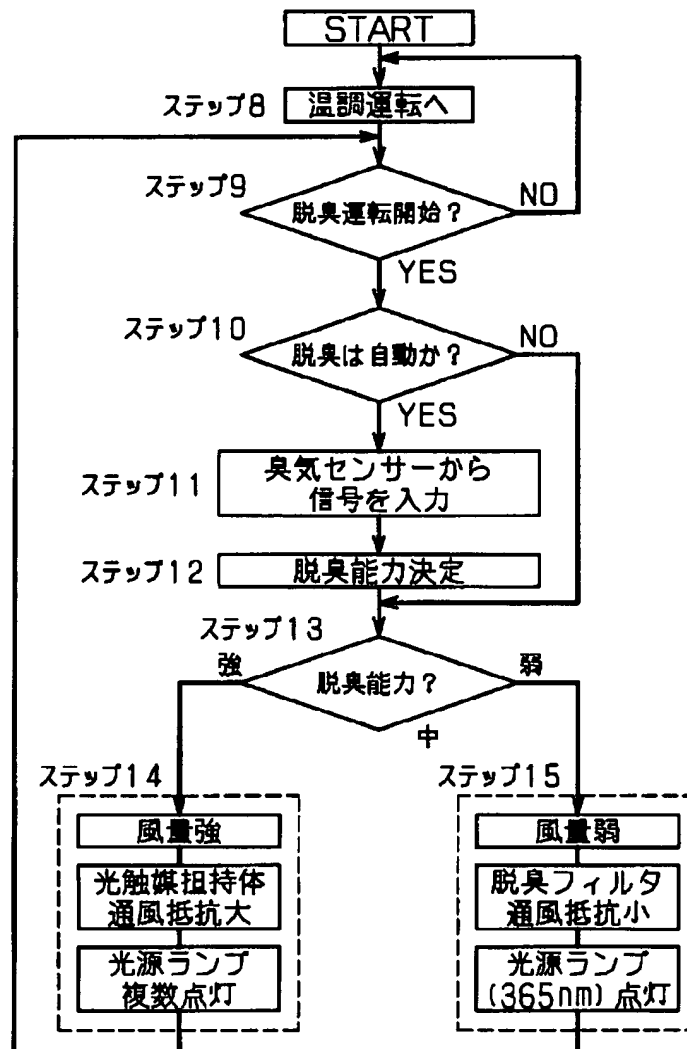 START
ステップ8
温調運転へ
ステップ9
脱臭運転開始?
NO
YES
ステップ10
脱臭は自動か?
NO
YES
ステップ11
臭気センサーから
信号を入力
ステップ12
脱臭能力決定
ステップ13
強
脱臭能力?
弱
中
ステップ14
風量強
光触媒担持体
通風抵抗大
光源ランプ
複数点灯
ステップ15
風量弱
脱臭フィルタ
通風抵抗小
光源ランプ
(365nm)点灯